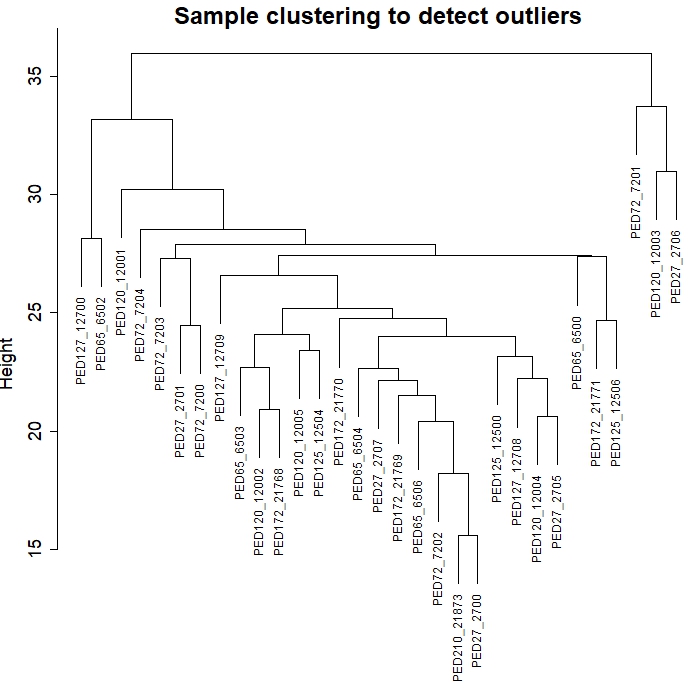 Sample clustering to detect outliers
Height
35
30
25
20
15
PED127_12700
PED65_6502
PED120_12001
PED72_7204
PED72_7203
PED27_2701
PED72_7200
PED127_12709
PED65_6503
PED120_12002
PED172_21768
PED120_12005
PED125_12504
PED172_21770
PED65_6504
PED27_2707
PED172_21769
PED65_6506
PED72_7202
PED210_21873
PED27_2700
PED125_12500
PED127_12708
PED120_12004
PED27_2705
PED65_6500
PED172_21771
PED125_12506
PED72_7201
PED120_12003
PED27_2706